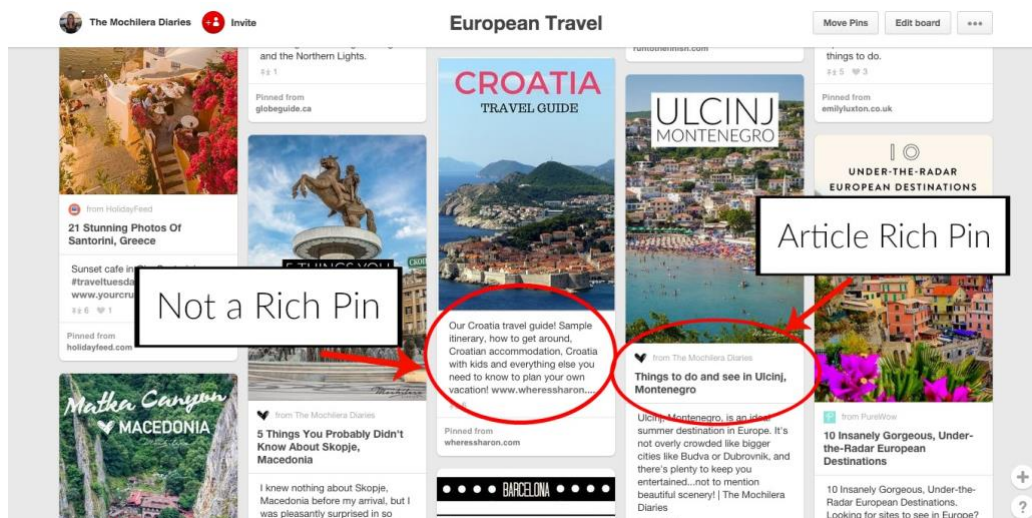 The Mochilera Diaries
Invite
European Travel
Move Pins
Edit board
from HolidayFeed
21 Stunning Photos Of
Santorini, Greece
Sunset cafe in
#traveltuesda
www.yourcru
6
1
Pinned from
holidayfeed.com
Matka Canyon
MACEDONIA
and the Northern Lights.
1
Pinned from
globeguide.ca
5 THINGS YOU
from The Mochilera Diaries
5 Things You Probably Didn't
Know About Skopje,
Macedonia
I knew nothing about Skopje,
Macedonia before my arrival, but I
was pleasantly surprised in so
Not a Rich Pin
CROATIA
TRAVEL GUIDE
Our Croatia travel guide! Sample
itinerary, how to get around,
Croatian accommodation, Croatia
with kids and everything else you
need to know to plan your own
vacation! www.wheressharon....
Pinned from
wheressharon.com
BARCELONA
runtothefinish.com
ULCINJ
MONTENEGRO
from The Mochilera Diaries
Things to do and see in Ulcinj,
Montenegro
Ulcinj, Montenegro, is an ideal
summer destination in Europe. It's
not overly crowded like bigger
cities like Budva or Dubrovnik, and
there's plenty to keep you
entertained...not to mention
beautiful scenery! | The Mochilera
Diaries
things to do.
5
3
Pinned from
emilyluxton.co.uk
10
UNDER-THE-RADAR
EUROPEAN DESTINATIONS
Article Rich Pin
from PureWow
10 Insanely Gorgeous, Under-
the-Radar European
Destinations
10 Insanely Gorgeous, Under-the-
Radar European Destinations.
Looking for sites to see in Europe?
+
?